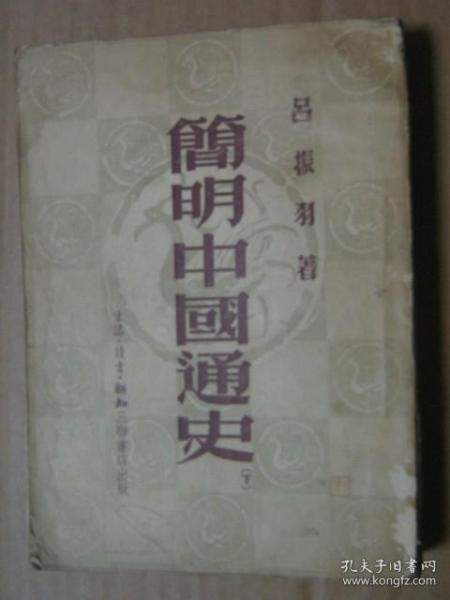 呂振羽著
簡明中國通史
(下)
生活·讀書·新知三聯書店出版
孔夫子旧书网
www.kongfz.com